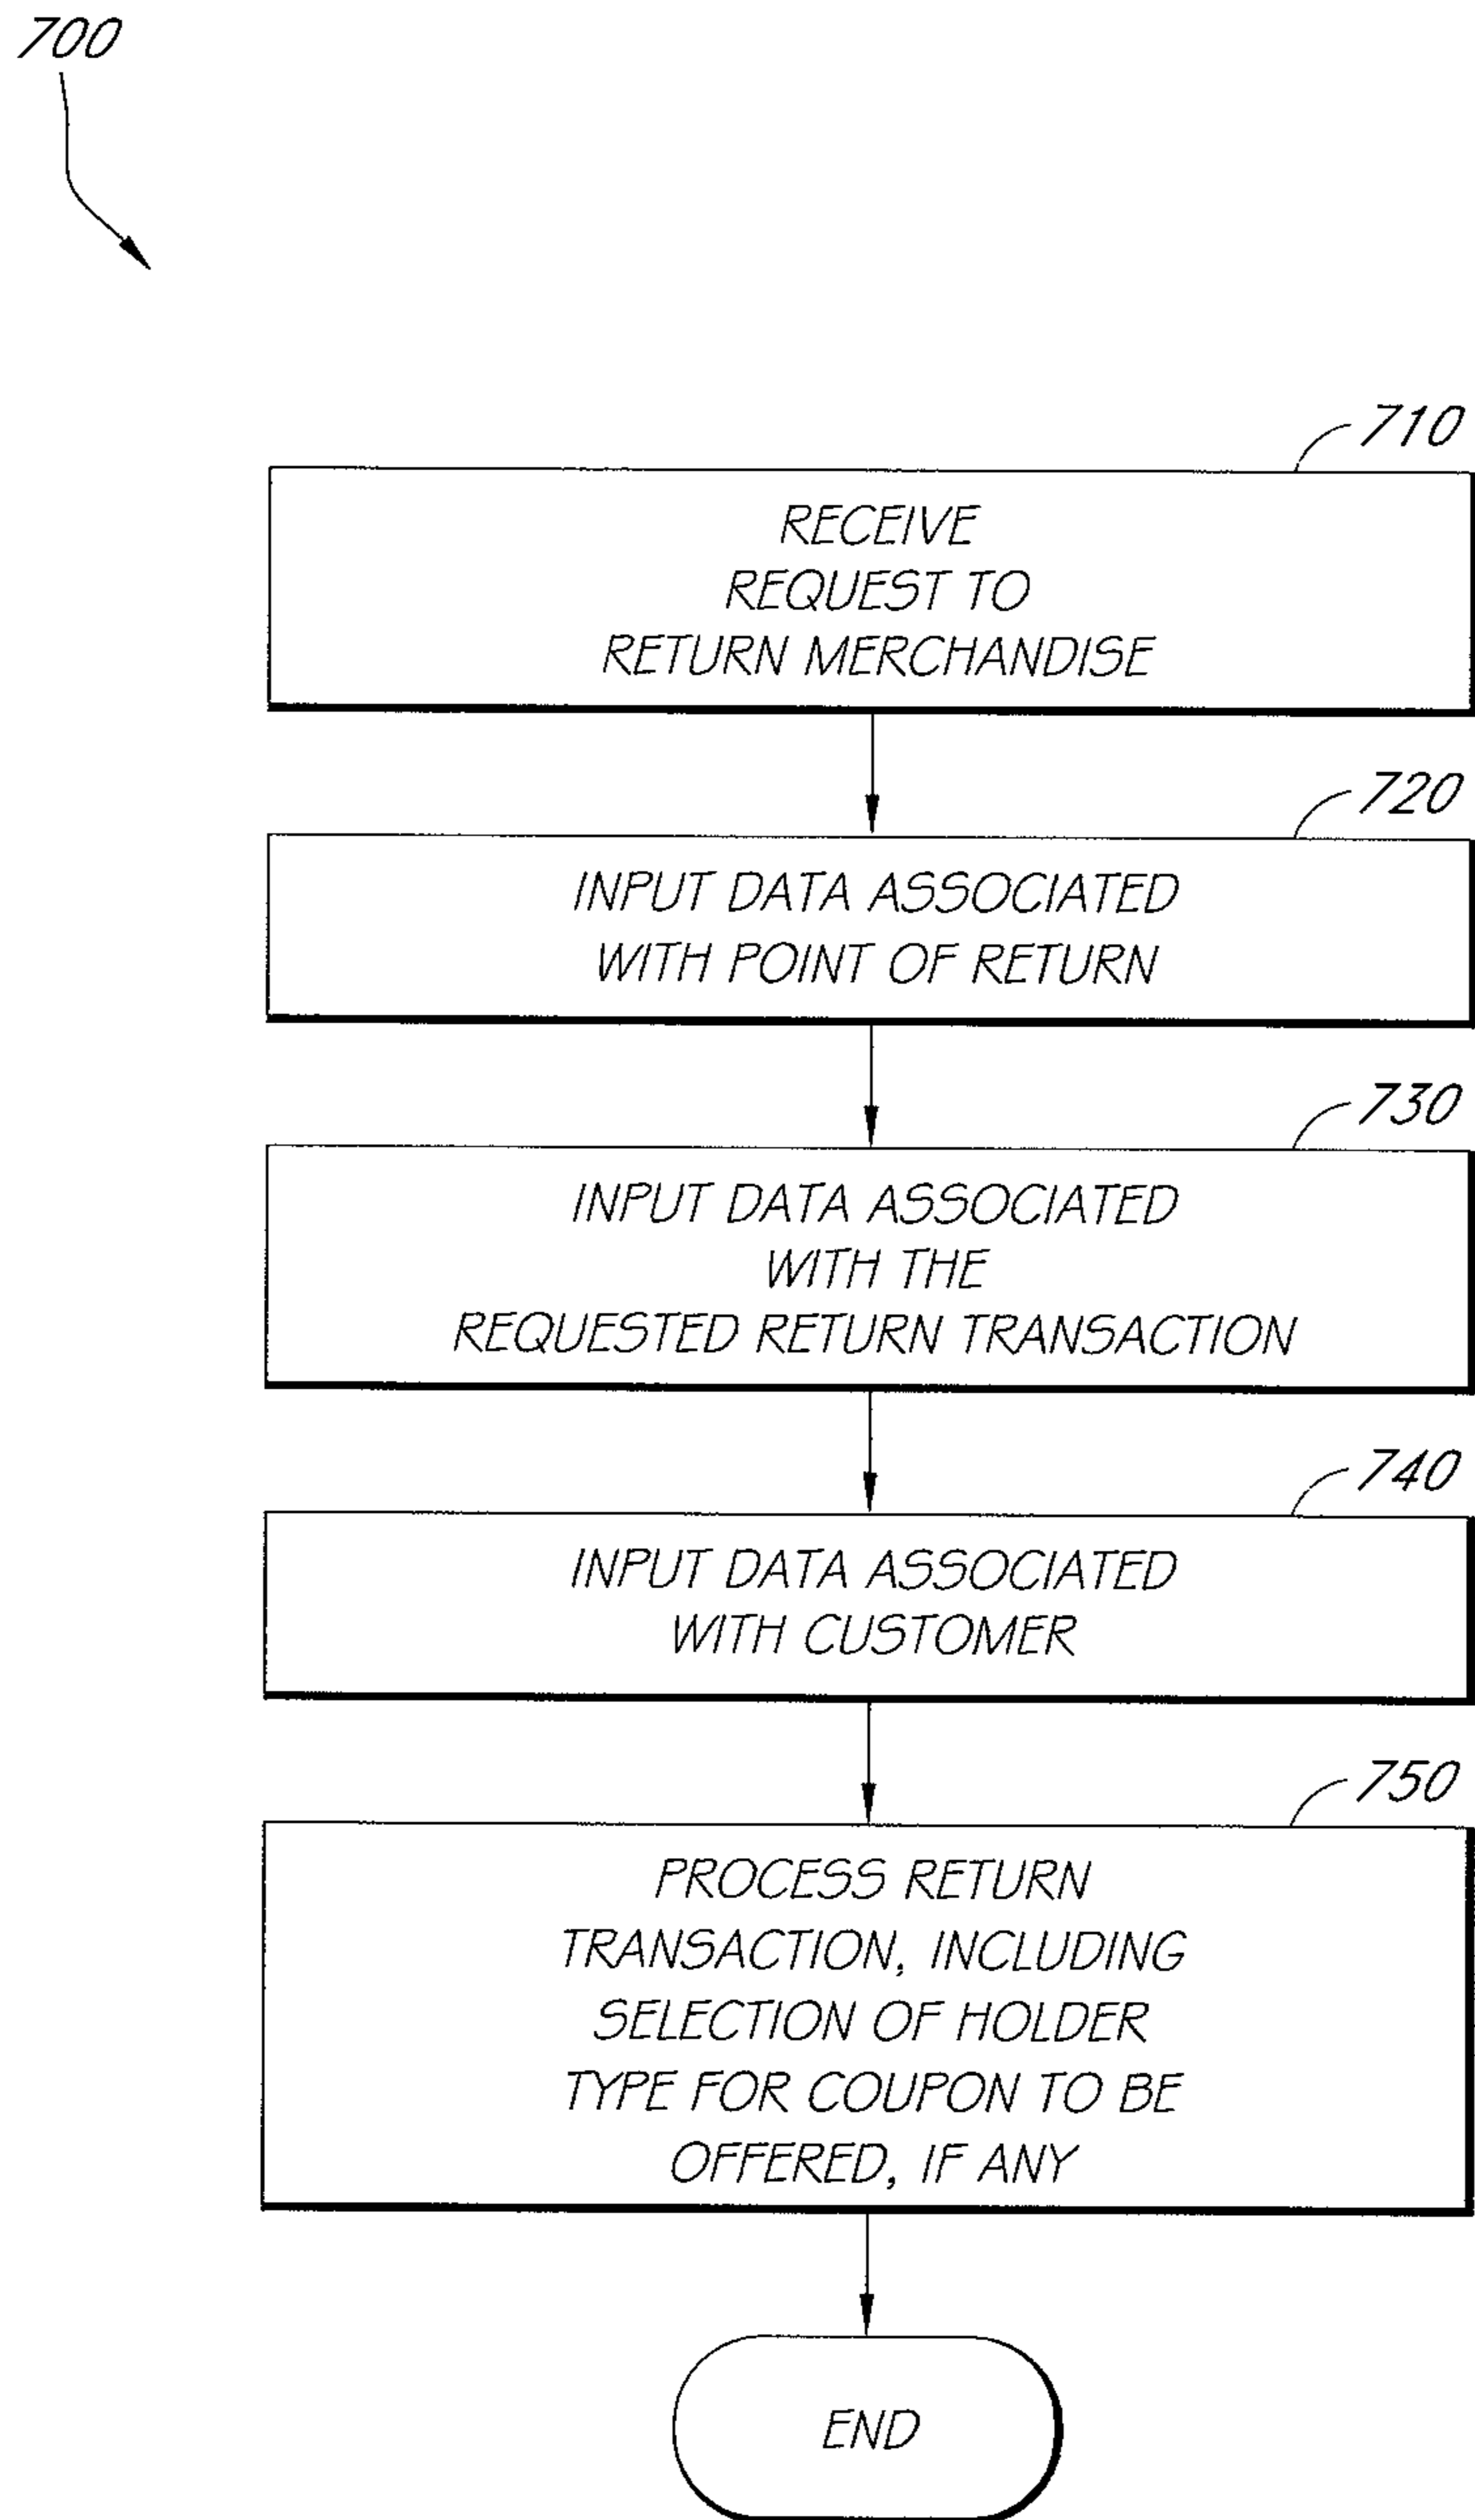 700
710
RECEIVE
REQUEST TO
RETURN MERCHANDISE
720
INPUT DATA ASSOCIATED
WITH POINT OF RETURN
730
INPUT DATA ASSOCIATED
WITH THE
REQUESTED RETURN TRANSACTION
740
INPUT DATA ASSOCIATED
WITH CUSTOMER
750
PROCESS RETURN
TRANSACTION, INCLUDING
SELECTION OF HOLDER
TYPE FOR COUPON TO BE
OFFERED, IF ANY
END